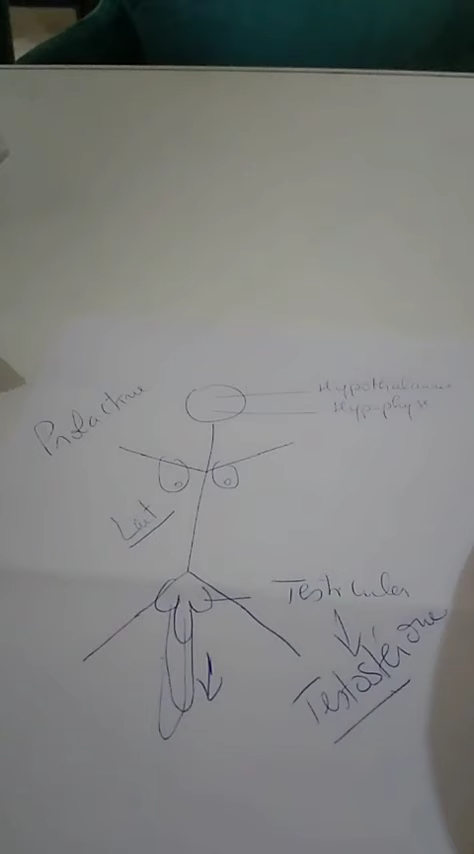 Hypothalamus
Hypophyse
Prolactine
Lait
Testicules
Testostérone